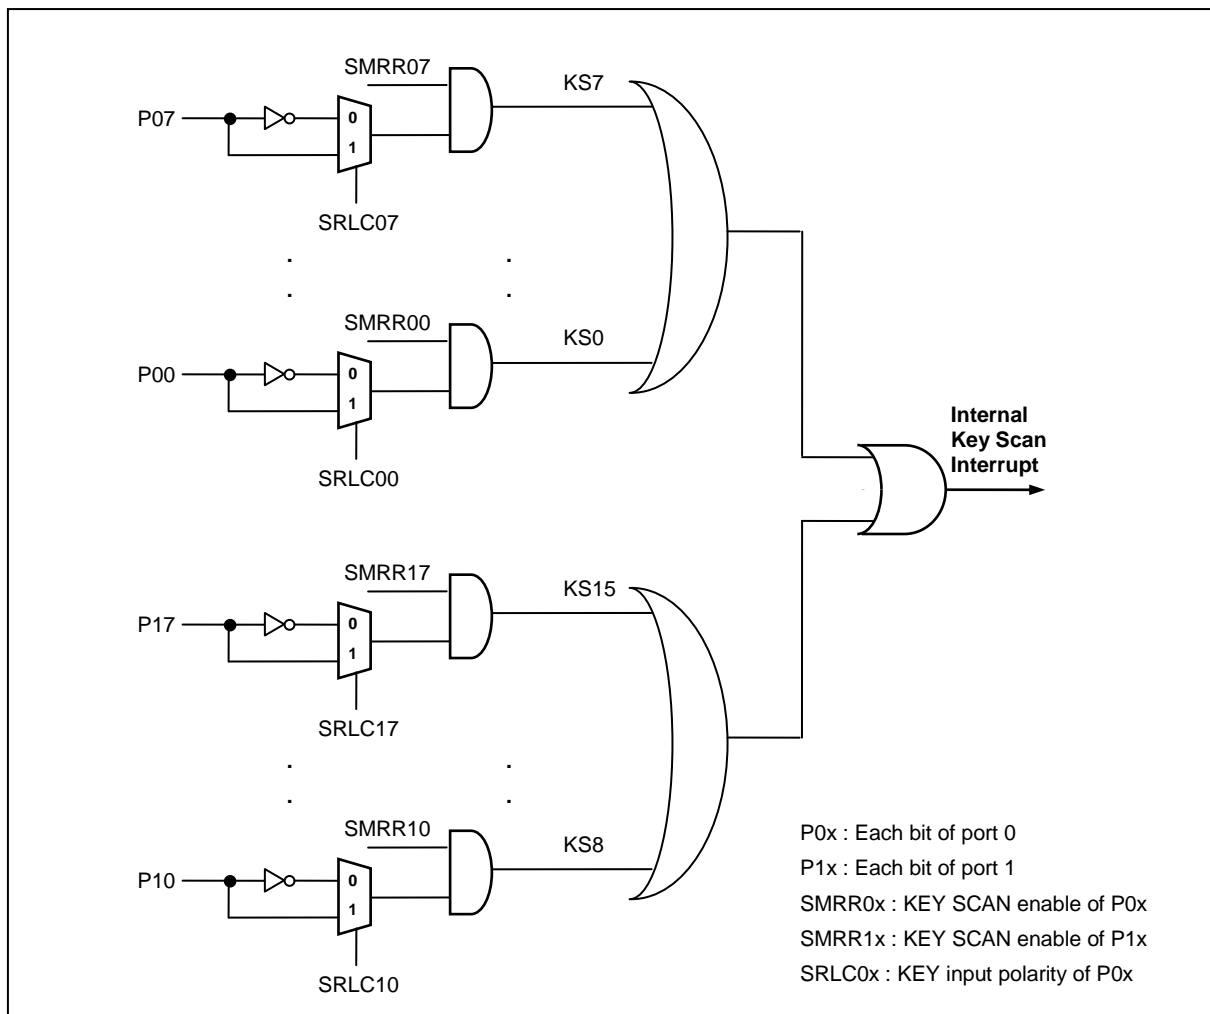 SMRR07
KS7
P07
0
1
SRLC07
. .
. .
SMRR00
KS0
P00
0
1
SRLC00
Internal
Key Scan
Interrupt
SMRR17
KS15
P17
0
1
SRLC17
. .
. .
SMRR10
KS8
P10
0
1
SRLC10
P0x : Each bit of port 0
P1x : Each bit of port 1
SMRR0x : KEY SCAN enable of P0x
SMRR1x : KEY SCAN enable of P1x
SRLC0x : KEY input polarity of P0x